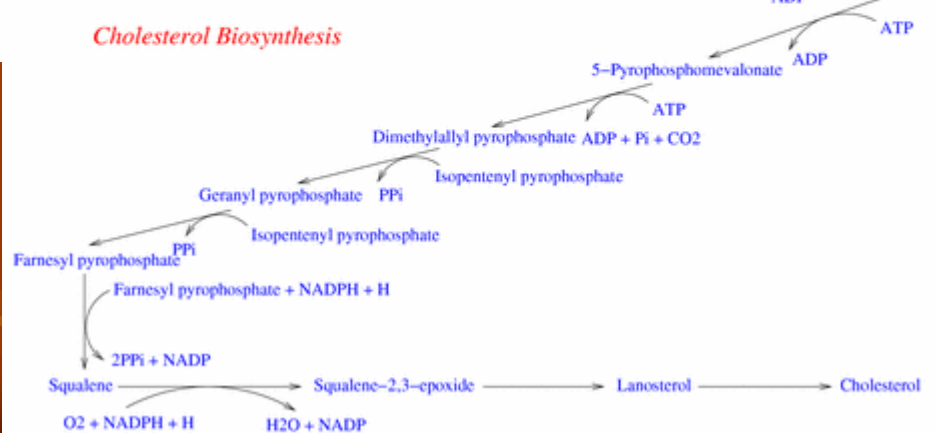 ADP
Cholesterol Biosynthesis
ATP
ADP
5-Pyrophosphomevalonate
ATP
Dimethylallyl pyrophosphate
ADP + Pi + CO2
Isopentenyl pyrophosphate
Geranyl pyrophosphate
PPi
Isopentenyl pyrophosphate
PPi
Farnesyl pyrophosphate
Farnesyl pyrophosphate + NADPH + H
2PPi + NADP
Squalene
Squalene-2,3-epoxide
Lanosterol
Cholesterol
O2 + NADPH + H
H2O + NADP